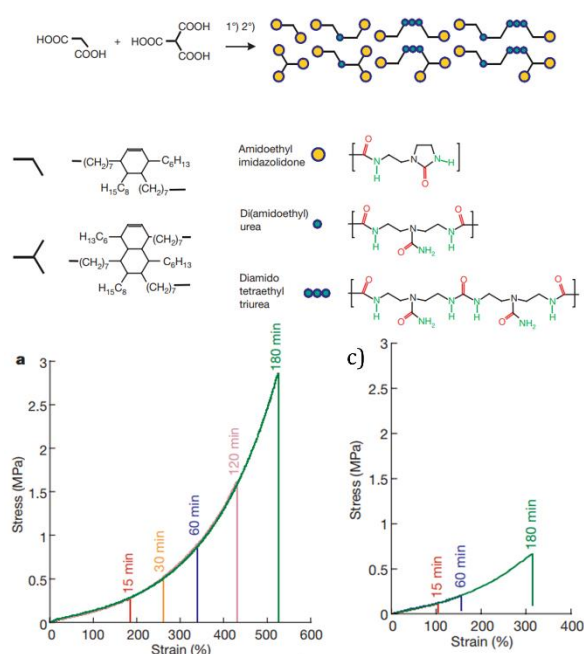 HOOC
COOH
+
HOOC
COOH
COOH
1°) 2°)
(CH2)7
C6H13
H15C8
(CH2)7
Amidoethyl
imidazolidone
O
N
H
N
N-H
O
H13C6
(CH2)7
(CH2)7
C6H13
H15C8
(CH2)7
Di(amidoethyl)
urea
O
N
H
N
O
NH2
N
H
O
Diamido
tetraethyl
triurea
O
N
H
N
O
NH2
N
H
O
N
H
N
O
NH2
N
H
O
a
Stress (MPa)
3
2.5
2
1.5
1
0.5
0
15 min
30 min
60 min
120 min
180 min
0 100 200 300 400 500 600
Strain (%)
c)
Stress (MPa)
3
2.5
2
1.5
1
0.5
0
15 min
60 min
180 min
0 100 200 300 400
Strain (%)